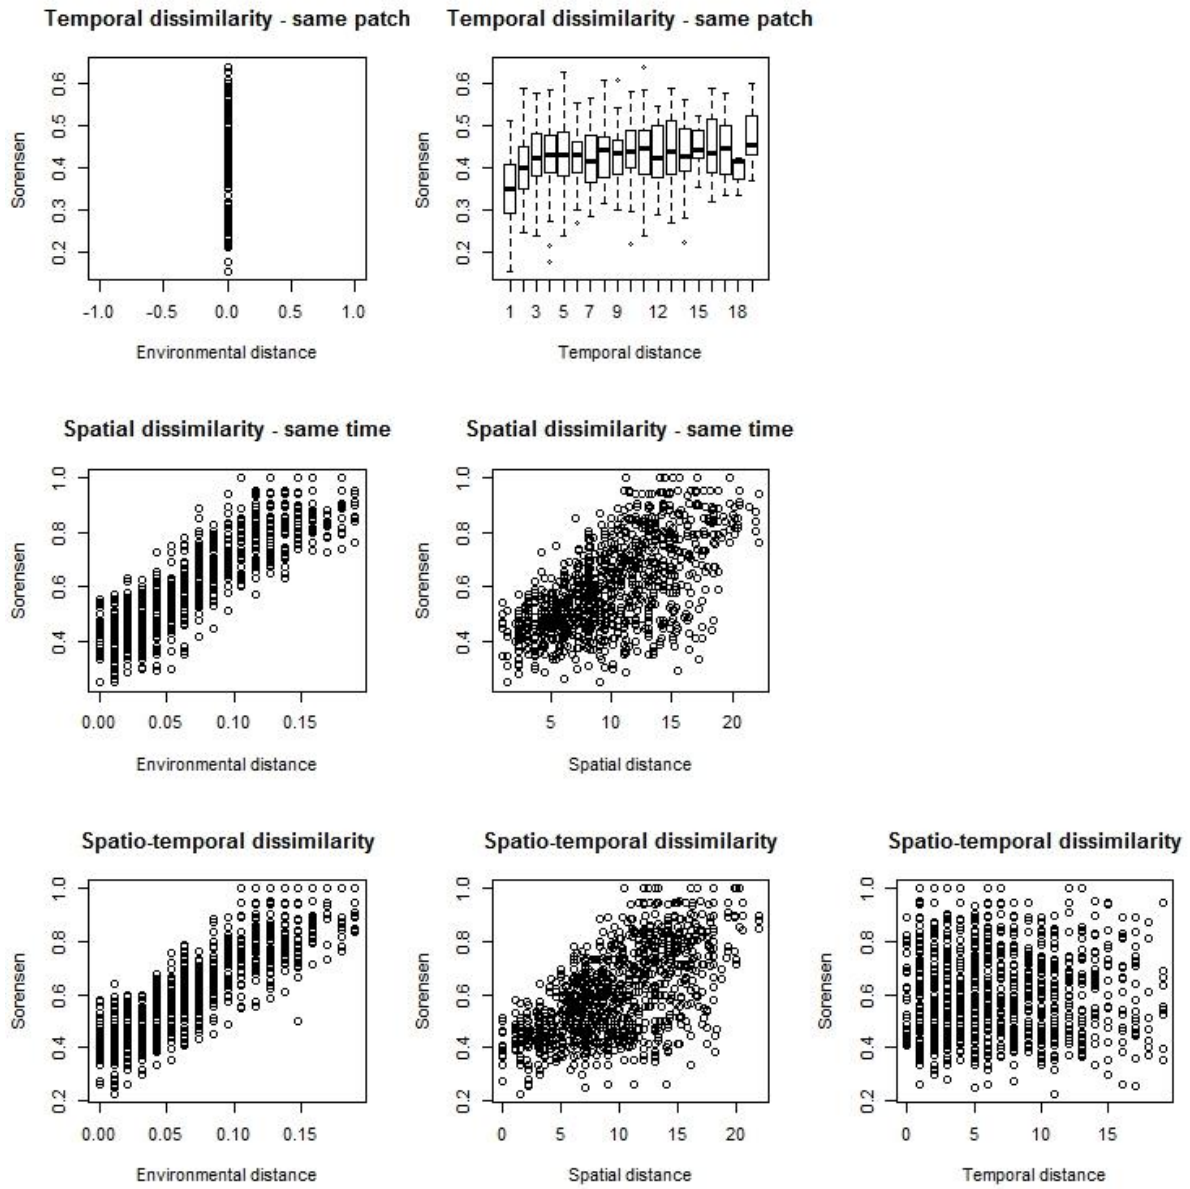 Temporal dissimilarity - same patch
Temporal dissimilarity - same patch
Sorensen
0.2 0.3 0.4 0.5 0.6
-1.0 -0.5 0.0 0.5 1.0
Environmental distance
Sorensen
0.2 0.3 0.4 0.5 0.6
1 3 5 7 9 12 15 18
Temporal distance
Spatial dissimilarity - same time
Spatial dissimilarity - same time
Sorensen
0.4 0.6 0.8 1.0
0.00 0.05 0.10 0.15
Environmental distance
Sorensen
0.4 0.6 0.8 1.0
5 10 15 20
Spatial distance
Spatio-temporal dissimilarity
Spatio-temporal dissimilarity
Spatio-temporal dissimilarity
Sorensen
0.2 0.4 0.6 0.8 1.0
0.00 0.05 0.10 0.15
Environmental distance
Sorensen
0.2 0.4 0.6 0.8 1.0
0 5 10 15 20
Spatial distance
Sorensen
0.2 0.4 0.6 0.8 1.0
0 5 10 15
Temporal distance